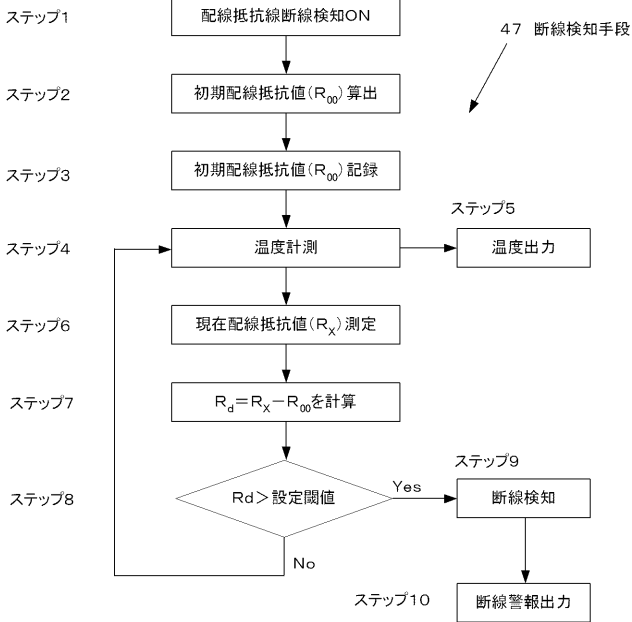 ステップ1
配線抵抗線断線検知ON
47 断線検知手段
ステップ2
初期配線抵抗値(R00)算出
ステップ3
初期配線抵抗値(R00)記録
ステップ5
ステップ4
温度計測
温度出力
ステップ6
現在配線抵抗値(RX)測定
ステップ7
Rd=RX-R00を計算
ステップ9
ステップ8
Rd>設定閾値
Yes
断線検知
No
ステップ10
断線警報出力